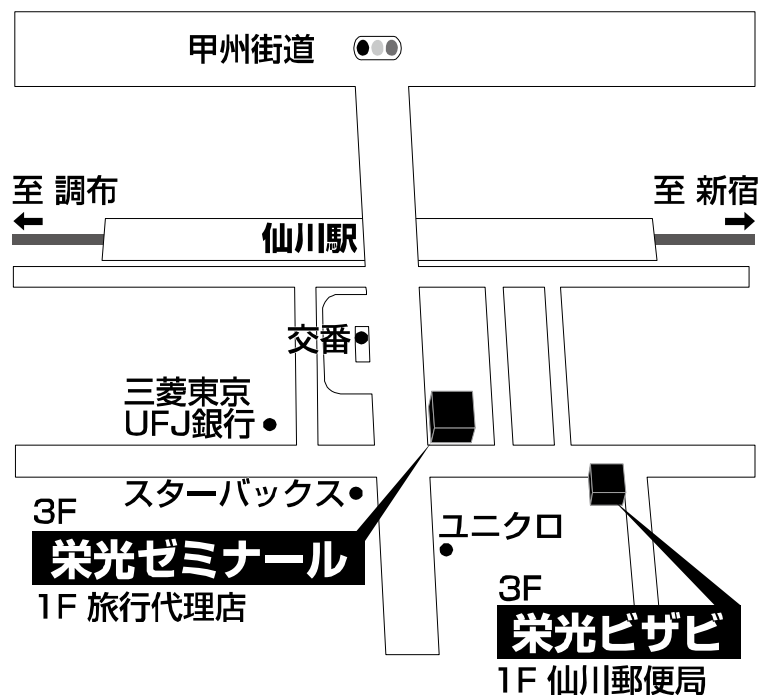 甲州街道
至 調布
至 新宿
仙川駅
交番
三菱東京
UFJ銀行
スターバックス
3F
栄光ゼミナール
1F 旅行代理店
ユニクロ
3F
栄光ビザビ
1F 仙川郵便局